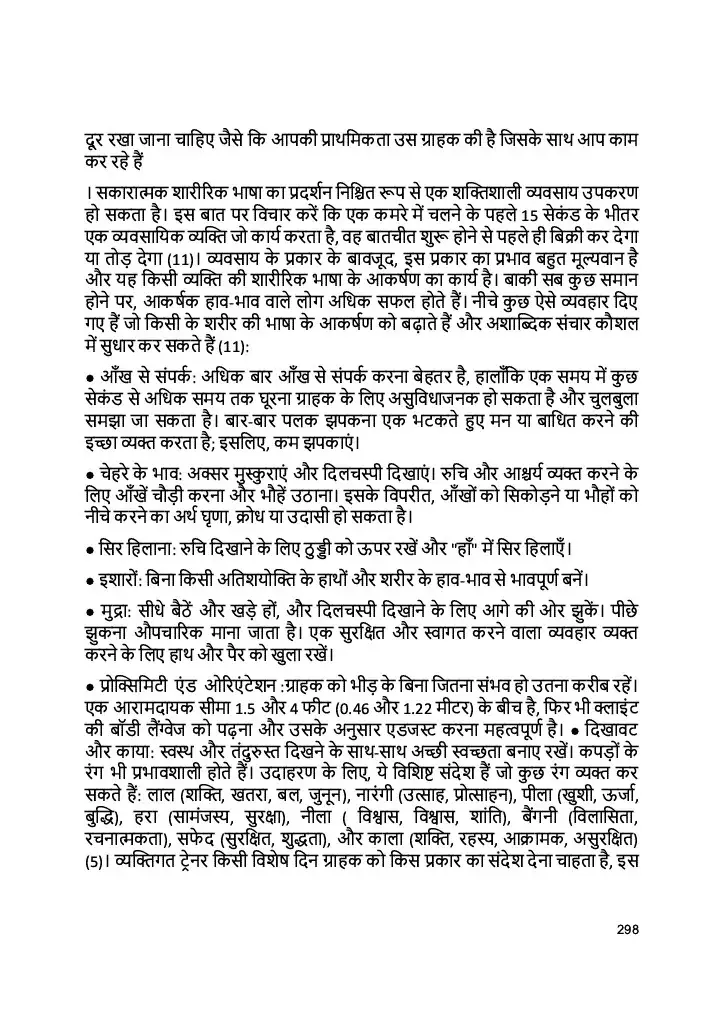 दूर रखा जाना चाहिए जैसे कि आपकी प्राथमिकता उस ग्राहक की है जिसके साथ आप काम
कर रहे हैं
। सकारात्मक शारीरिक भाषा का प्रदर्शन निश्चित रूप से एक शक्तिशाली व्यवसाय उपकरण
हो सकता है। इस बात पर विचार करें कि एक कमरे में चलने के पहले 15 सेकंड के भीतर
एक व्यवसायिक व्यक्ति जो कार्य करता है, वह बातचीत शुरू होने से पहले ही बिक्री कर देगा
या तोड़ देगा (11)। व्यवसाय के प्रकार के बावजूद, इस प्रकार का प्रभाव बहुत मूल्यवान है
और यह किसी व्यक्ति की शारीरिक भाषा के आकर्षण का कार्य है। बाकी सब कुछ समान
होने पर, आकर्षक हाव-भाव वाले लोग अधिक सफल होते हैं। नीचे कुछ ऐसे व्यवहार दिए
गए हैं जो किसी के शरीर की भाषा के आकर्षण को बढ़ाते हैं और अशाब्दिक संचार कौशल
में सुधार कर सकते हैं (11):
● आँख से संपर्क: अधिक बार आँख से संपर्क करना बेहतर है, हालाँकि एक समय में कुछ
सेकंड से अधिक समय तक घूरना ग्राहक के लिए असुविधाजनक हो सकता है और चुलबुला
समझा जा सकता है। बार-बार पलक झपकना एक भटकते हुए मन या बाधित करने की
इच्छा व्यक्त करता है; इसलिए, कम झपकाएं।
● चेहरे के भाव: अक्सर मुस्कुराएं और दिलचस्पी दिखाएं। रुचि और आश्चर्य व्यक्त करने के
लिए आँखें चौड़ी करना और भौहें उठाना। इसके विपरीत, आँखों को सिकोड़ने या भौहों को
नीचे करने का अर्थ घृणा, क्रोध या उदासी हो सकता है।
● सिर हिलाना: रुचि दिखाने के लिए ठुड्डी को ऊपर रखें और "हाँ" में सिर हिलाएँ।
● इशारों: बिना किसी अतिशयोक्ति के हाथों और शरीर के हाव-भाव से भावपूर्ण बनें।
● मुद्रा: सीधे बैठें और खड़े हों, और दिलचस्पी दिखाने के लिए आगे की ओर झुकें। पीछे
झुकना औपचारिक माना जाता है। एक सुरक्षित और स्वागत करने वाला व्यवहार व्यक्त
करने के लिए हाथ और पैर को खुला रखें।
● प्रोक्सिमिटी एंड ओरिएंटेशन :ग्राहक को भीड़ के बिना जितना संभव हो उतना करीब रहें।
एक आरामदायक सीमा 1.5 और 4 फीट (0.46 और 1.22 मीटर) के बीच है, फिर भी क्लाइंट
की बॉडी लैंग्वेज को पढ़ना और उसके अनुसार एडजस्ट करना महत्वपूर्ण है। ● दिखावट
और काया: स्वस्थ और तंदुरुस्त दिखने के साथ-साथ अच्छी स्वच्छता बनाए रखें। कपड़ों के
रंग भी प्रभावशाली होते हैं। उदाहरण के लिए, ये विशिष्ट संदेश हैं जो कुछ रंग व्यक्त कर
सकते हैं: लाल (शक्ति, खतरा, बल, जुनून), नारंगी (उत्साह, प्रोत्साहन), पीला (खुशी, ऊर्जा,
बुद्धि), हरा (सामंजस्य, सुरक्षा), नीला ( विश्वास, विश्वास, शांति), बैंगनी (विलासिता,
रचनात्मकता), सफेद (सुरक्षित, शुद्धता), और काला (शक्ति, रहस्य, आक्रामक, असुरक्षित)
(5)। व्यक्तिगत ट्रेनर किसी विशेष दिन ग्राहक को किस प्रकार का संदेश देना चाहता है, इस
298